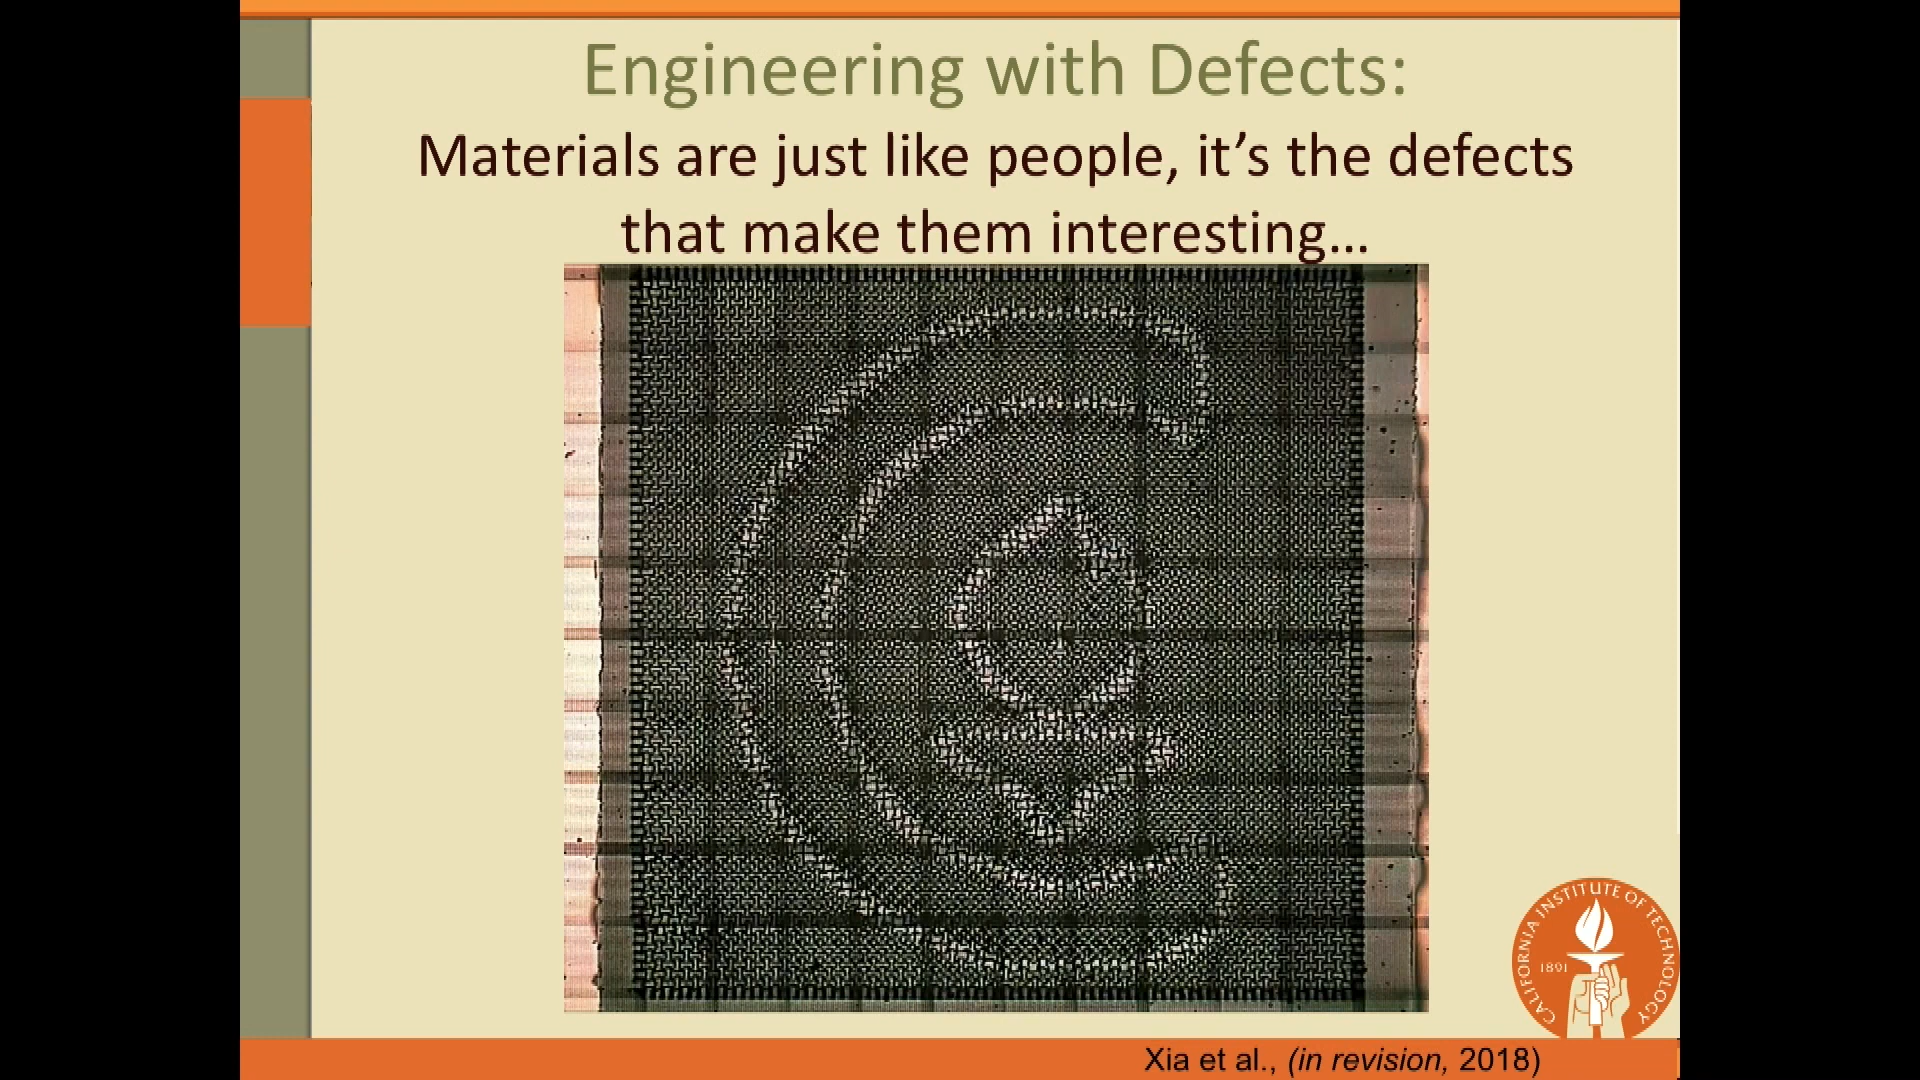 Engineering with Defects:
Materials are just like people, it’s the defects
that make them interesting…
CALIFORNIA INSTITUTE OF TECHNOLOGY
1891
Xia et al., (in revision, 2018)